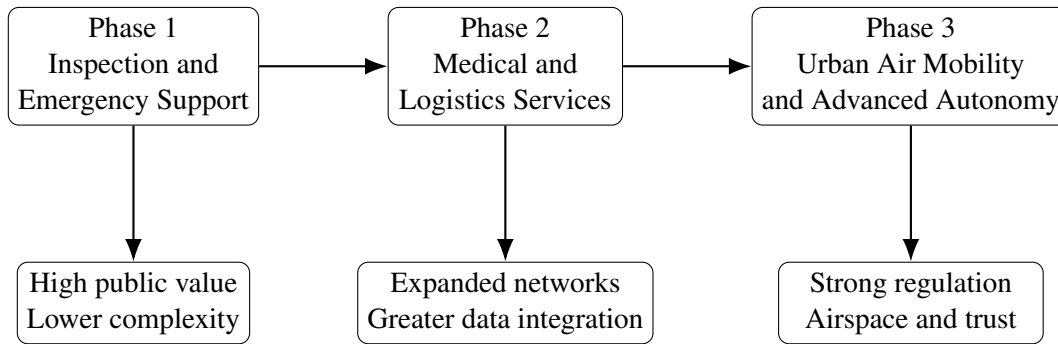 Phase 1
Inspection and
Emergency Support
Phase 2
Medical and
Logistics Services
Phase 3
Urban Air Mobility
and Advanced Autonomy
High public value
Lower complexity
Expanded networks
Greater data integration
Strong regulation
Airspace and trust